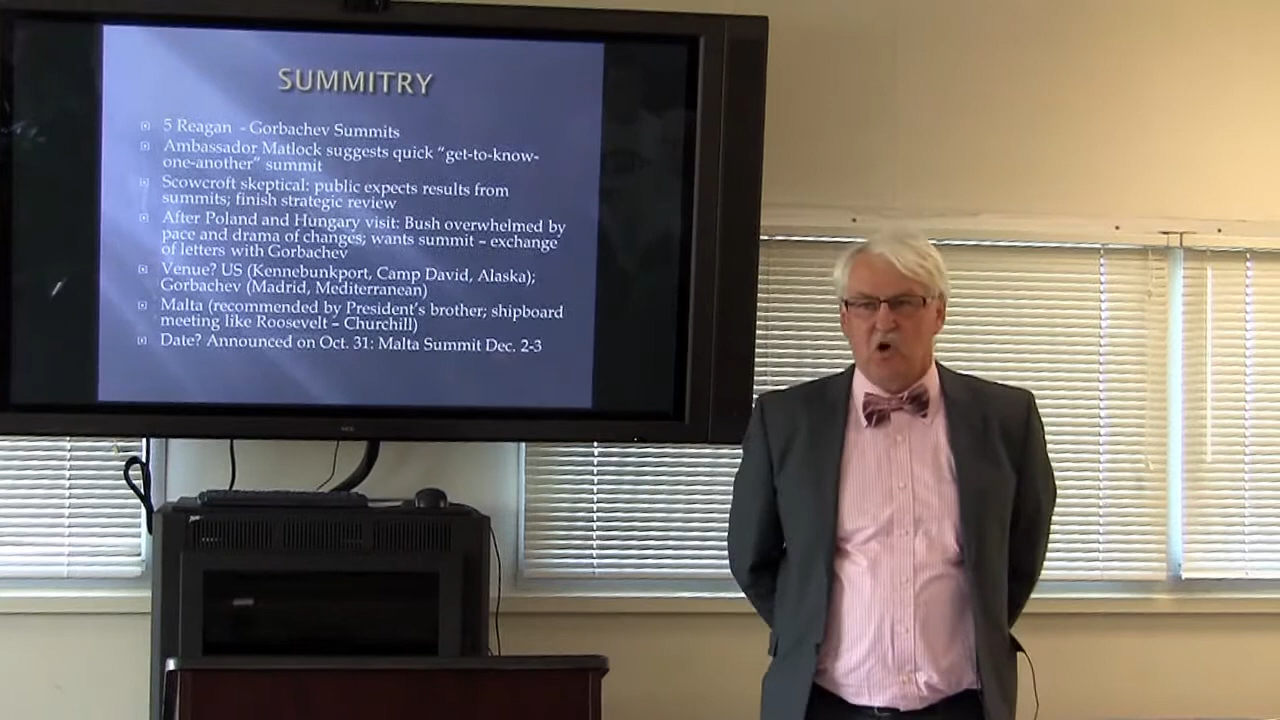 SUMMITRY
5 Reagan - Gorbachev Summits
Ambassador Matlock suggests quick “get-to-know-
one-another” summit
Scowcroft skeptical: public expects results from
summits; finish strategic review
After Poland and Hungary visit: Bush overwhelmed by
pace and drama of changes; wants summit – exchange
of letters with Gorbachev
Venue? US (Kennebunkport, Camp David, Alaska);
Gorbachev (Madrid, Mediterranean)
Malta (recommended by President’s brother; shipboard
meeting like Roosevelt – Churchill)
Date? Announced on Oct. 31: Malta Summit Dec. 2-3